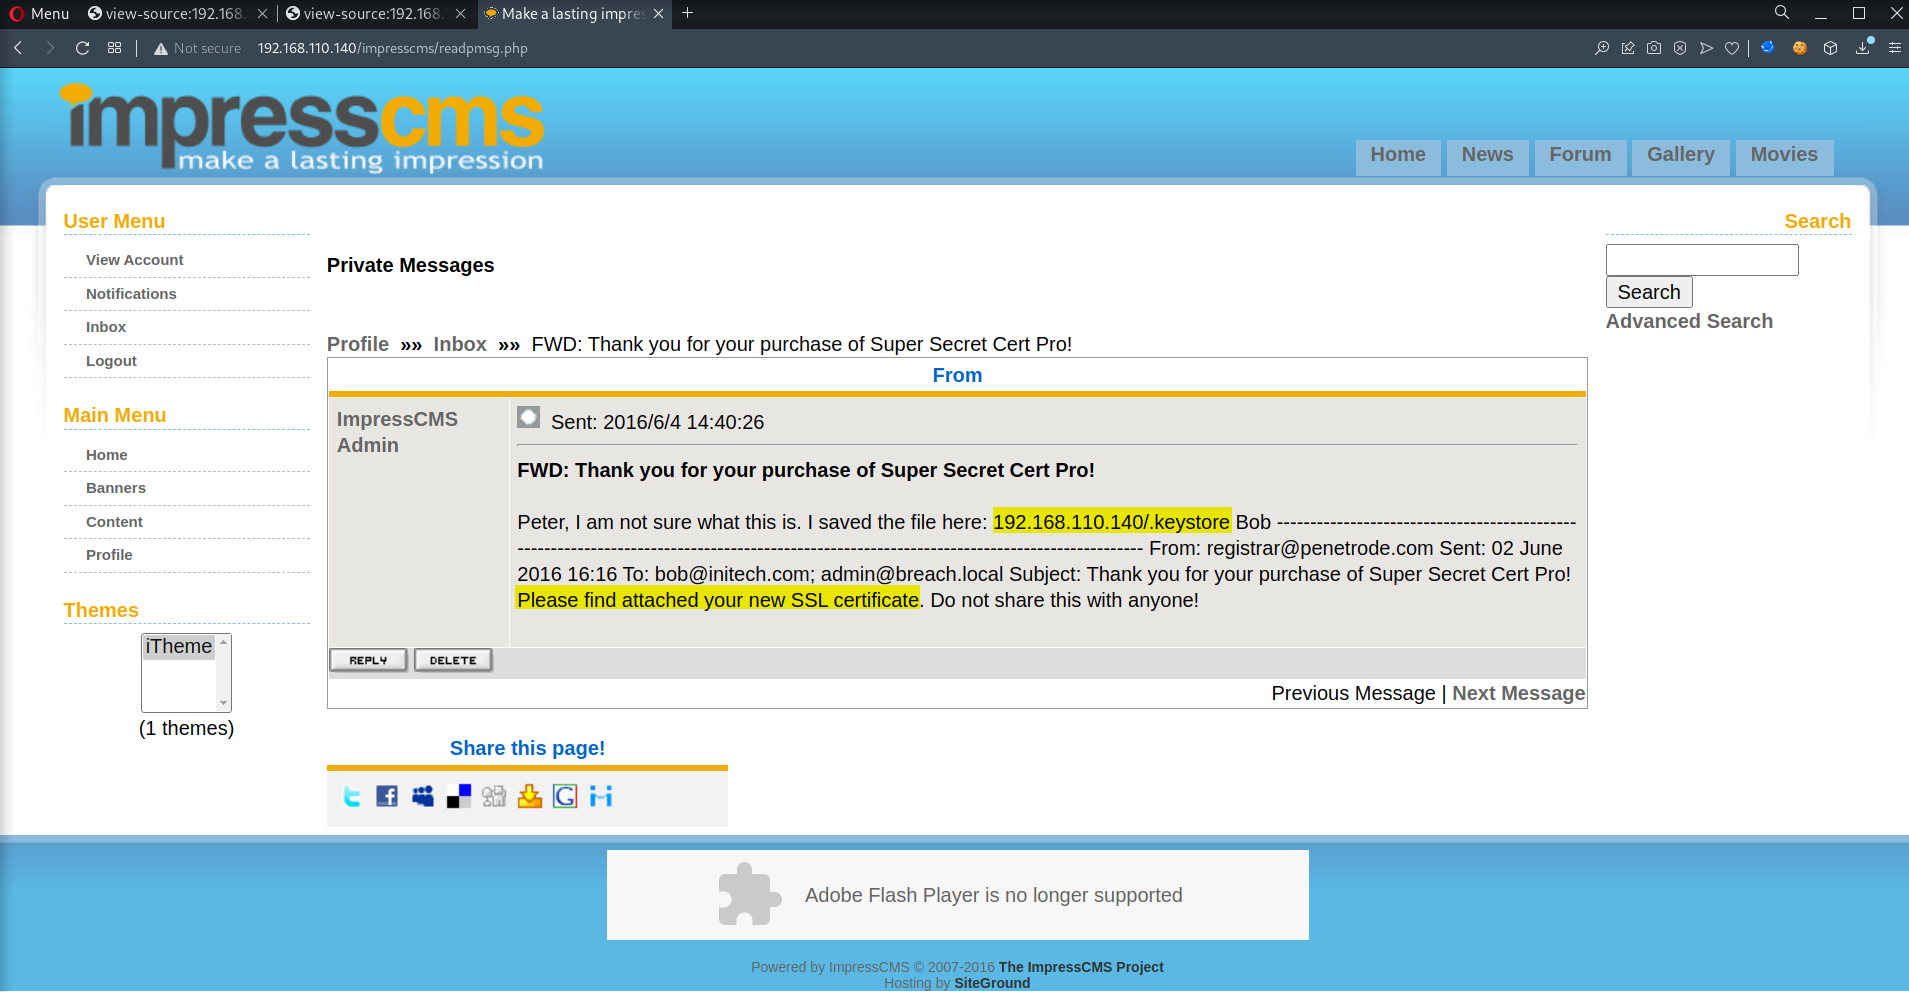 Menu
view-source:192.168.
view-source:192.168.
Make a lasting impres
Not secure
192.168.110.140/impresscms/readpmsg.php
impresscms
make a lasting impression
Home
News
Forum
Gallery
Movies
User Menu
View Account
Notifications
Inbox
Logout
Main Menu
Home
Banners
Content
Profile
Themes
iTheme
(1 themes)
Private Messages
Profile »» Inbox »» FWD: Thank you for your purchase of Super Secret Cert Pro!
From
ImpressCMS
Admin
Sent: 2016/6/4 14:40:26
FWD: Thank you for your purchase of Super Secret Cert Pro!
Peter, I am not sure what this is. I saved the file here: 192.168.110.140/.keystore Bob ---------------------------------------------
----------------------------------------------------------------------------------------------- From: registrar@penetrode.com Sent: 02 June
2016 16:16 To: bob@initech.com; admin@breach.local Subject: Thank you for your purchase of Super Secret Cert Pro!
Please find attached your new SSL certificate. Do not share this with anyone!
REPLY
DELETE
Previous Message | Next Message
Share this page!
Search
Search
Advanced Search
Adobe Flash Player is no longer supported
Powered by ImpressCMS © 2007-2016 The ImpressCMS Project
Hosting by SiteGround